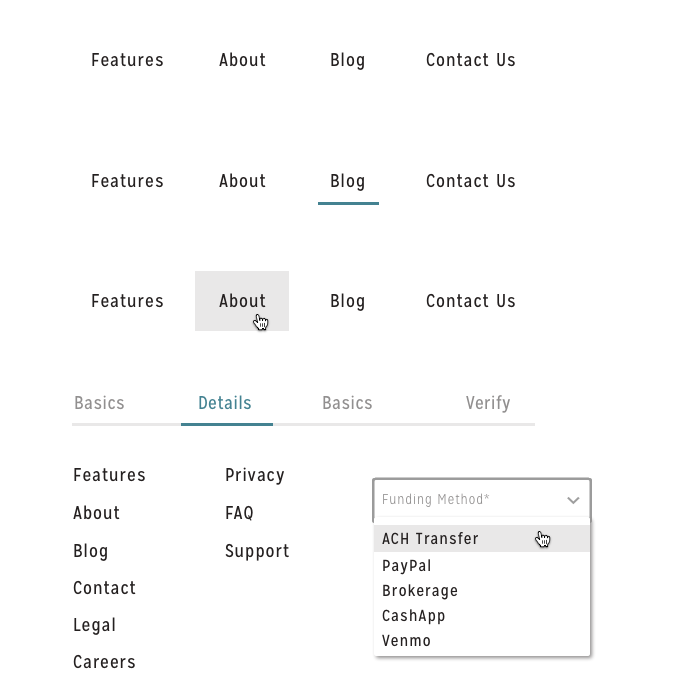 Features About Blog Contact Us
Features About Blog Contact Us
Features About Blog Contact Us
Basics Details Basics Verify
Features
About
Blog
Contact
Legal
Careers
Privacy
FAQ
Support
Funding Method*
ACH Transfer
PayPal
Brokerage
CashApp
Venmo